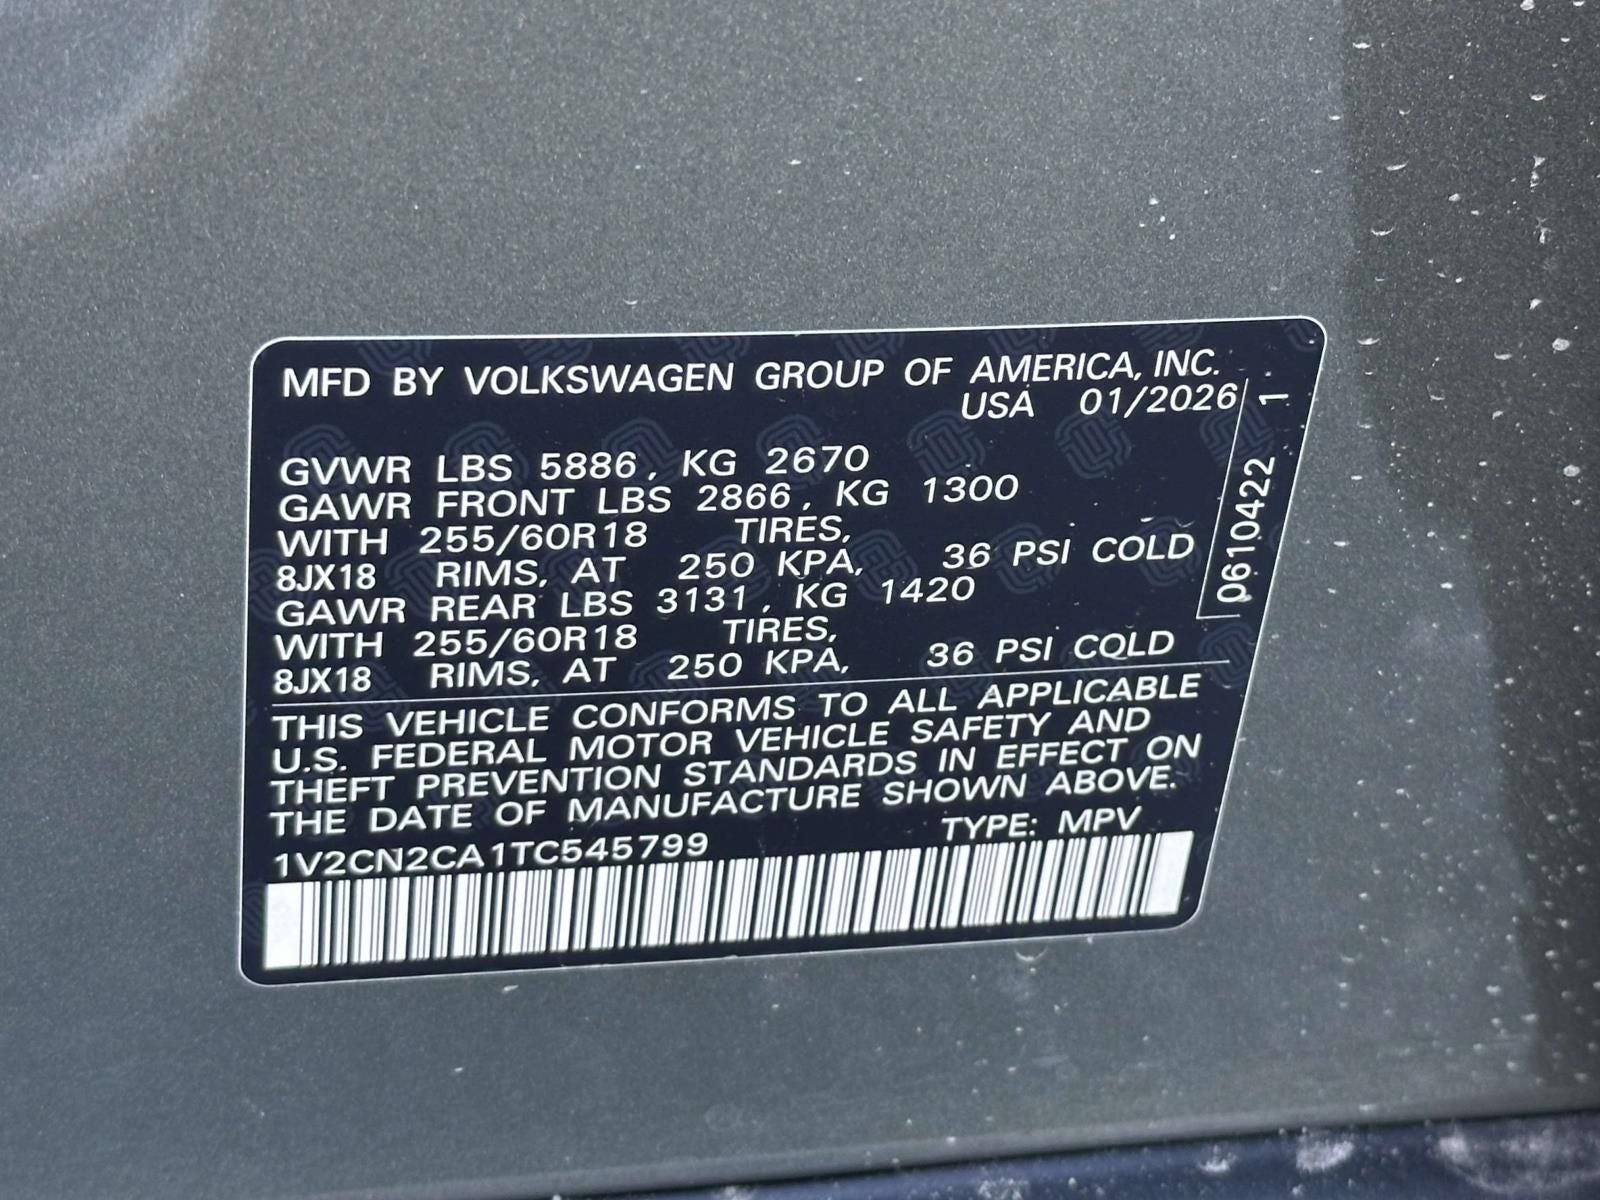 MFD BY VOLKSWAGEN GROUP OF AMERICA, INC.
USA 01/2026
GVWR LBS 5886, KG 2670
GAWR FRONT LBS 2866, KG 1300
WITH 255/60R18 TIRES,
8JX18 RIMS, AT 250 KPA, 36 PSI COLD
GAWR REAR LBS 3131, KG 1420
WITH 255/60R18 TIRES,
8JX18 RIMS, AT 250 KPA, 36 PSI COLD
THIS VEHICLE CONFORMS TO ALL APPLICABLE
U.S. FEDERAL MOTOR VEHICLE SAFETY AND
THEFT PREVENTION STANDARDS IN EFFECT ON
THE DATE OF MANUFACTURE SHOWN ABOVE.
1V2CN2CA1TC545799 TYPE: MPV
06104221 1